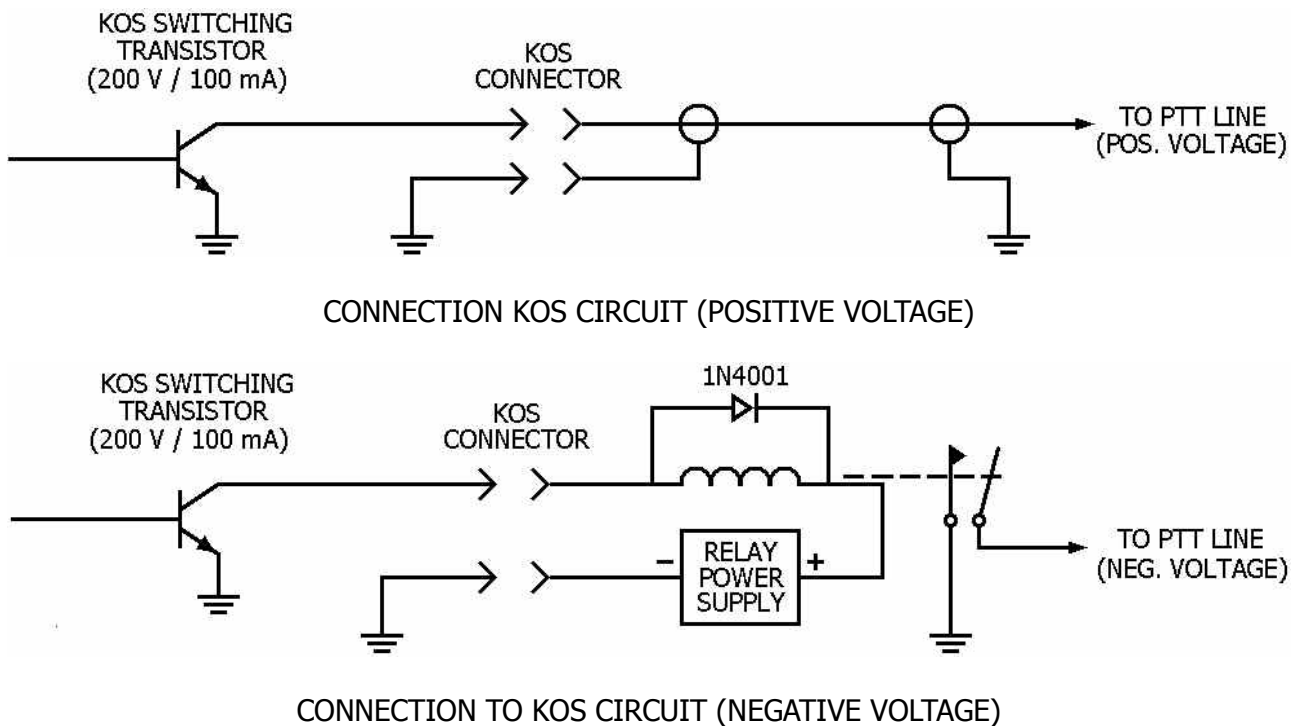 KOS SWITCHING
TRANSISTOR
(200 V / 100 mA)
KOS
CONNECTOR
TO PTT LINE
(POS. VOLTAGE)
CONNECTION KOS CIRCUIT (POSITIVE VOLTAGE)
KOS SWITCHING
TRANSISTOR
(200 V / 100 mA)
KOS
CONNECTOR
1N4001
- RELAY +
POWER
SUPPLY
TO PTT LINE
(NEG. VOLTAGE)
CONNECTION TO KOS CIRCUIT (NEGATIVE VOLTAGE)